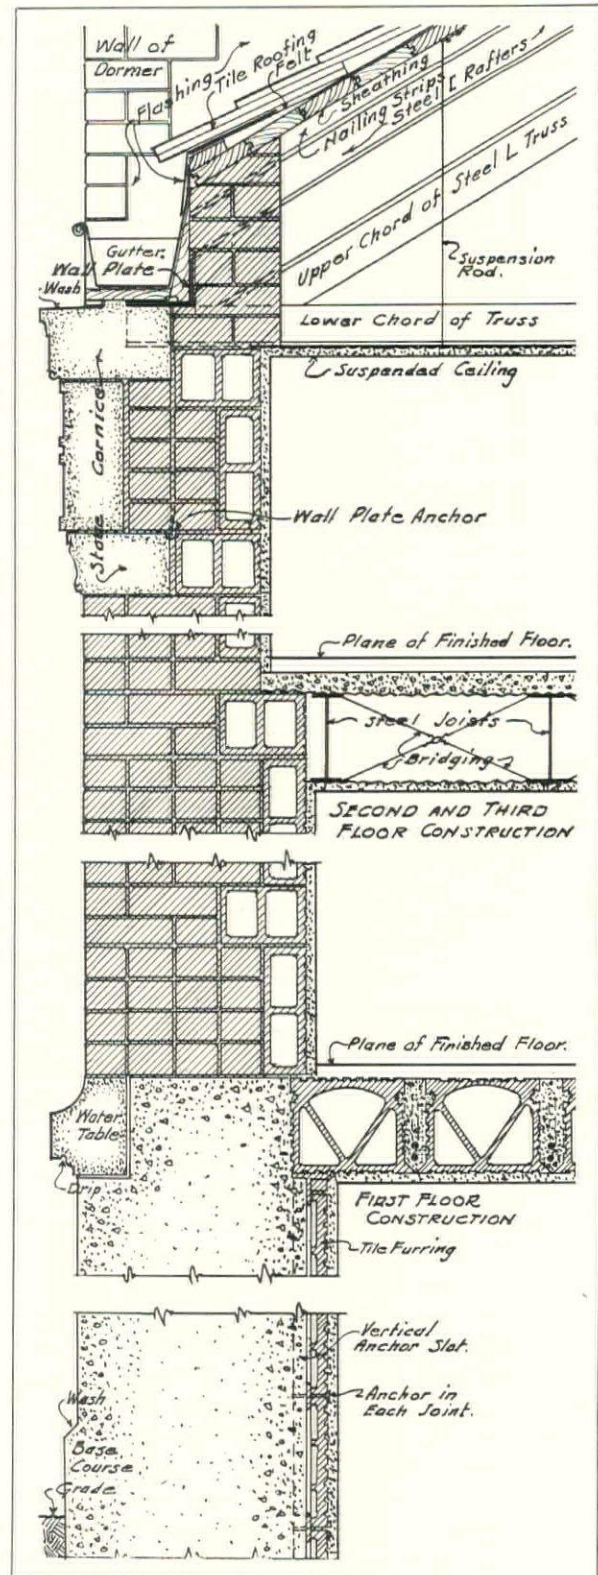 Wall of
Dormer
Flashing
Tile Roofing
Felt
Sheathing
Nailing Strips
Steel [ Rafters
Upper Chord of Steel L Truss
Suspension
Rod.
Gutter.
Wall Plate
Wash
Lower Chord of Truss
Suspended Ceiling
Stone Cornice
Wall Plate Anchor
Plane of Finished Floor.
Steel Joists
Bridging
SECOND AND THIRD
FLOOR CONSTRUCTION
Plane of Finished Floor.
Water
Table
Drip
FIRST FLOOR
CONSTRUCTION
Tile Furring
Vertical
Anchor Slot.
Anchor in
Each Joint.
Wash
Base
Course
Grade